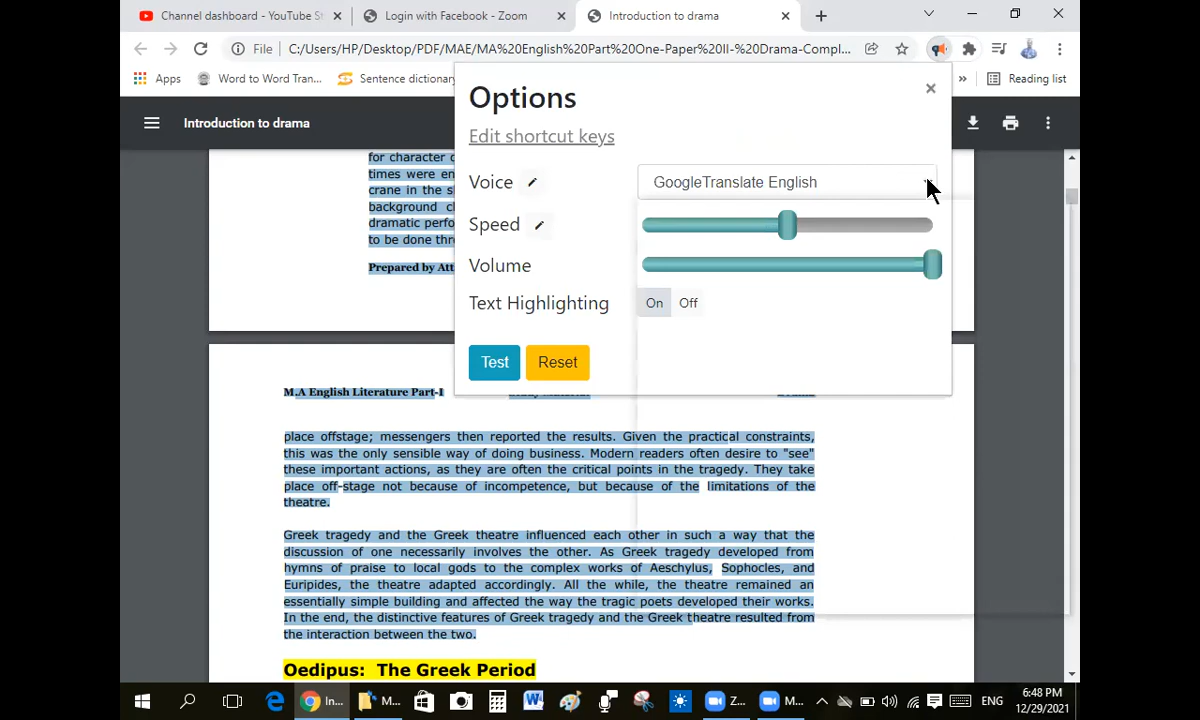 Channel dashboard - YouTube St
Login with Facebook - Zoom
Introduction to drama
File
C:/Users/HP/Desktop/PDF/MAE/MA%20English%20Part%20One-Paper%20II-%20Drama-Compl...
Apps
Word to Word Tran...
Sentence dictionary
Reading list
Introduction to drama
Options
Edit shortcut keys
Voice
GoogleTranslate English
Speed
Volume
Text Highlighting
On
Off
Test
Reset
for character
times were en
crane in the s
background c
dramatic perfo
to be done thr
Prepared by Att
M.A English Literature Part-I
place offstage; messengers then reported the results. Given the practical constraints,
this was the only sensible way of doing business. Modern readers often desire to "see"
these important actions, as they are often the critical points in the tragedy. They take
place off-stage not because of incompetence, but because of the limitations of the
theatre.
Greek tragedy and the Greek theatre influenced each other in such a way that the
discussion of one necessarily involves the other. As Greek tragedy developed from
hymns of praise to local gods to the complex works of Aeschylus, Sophocles, and
Euripides, the theatre adapted accordingly. All the while, the theatre remained an
essentially simple building and affected the way the tragic poets developed their works.
In the end, the distinctive features of Greek tragedy and the Greek theatre resulted from
the interaction between the two.
Oedipus: The Greek Period
In...
M...
Z...
M...
ENG
6:48 PM
12/29/2021